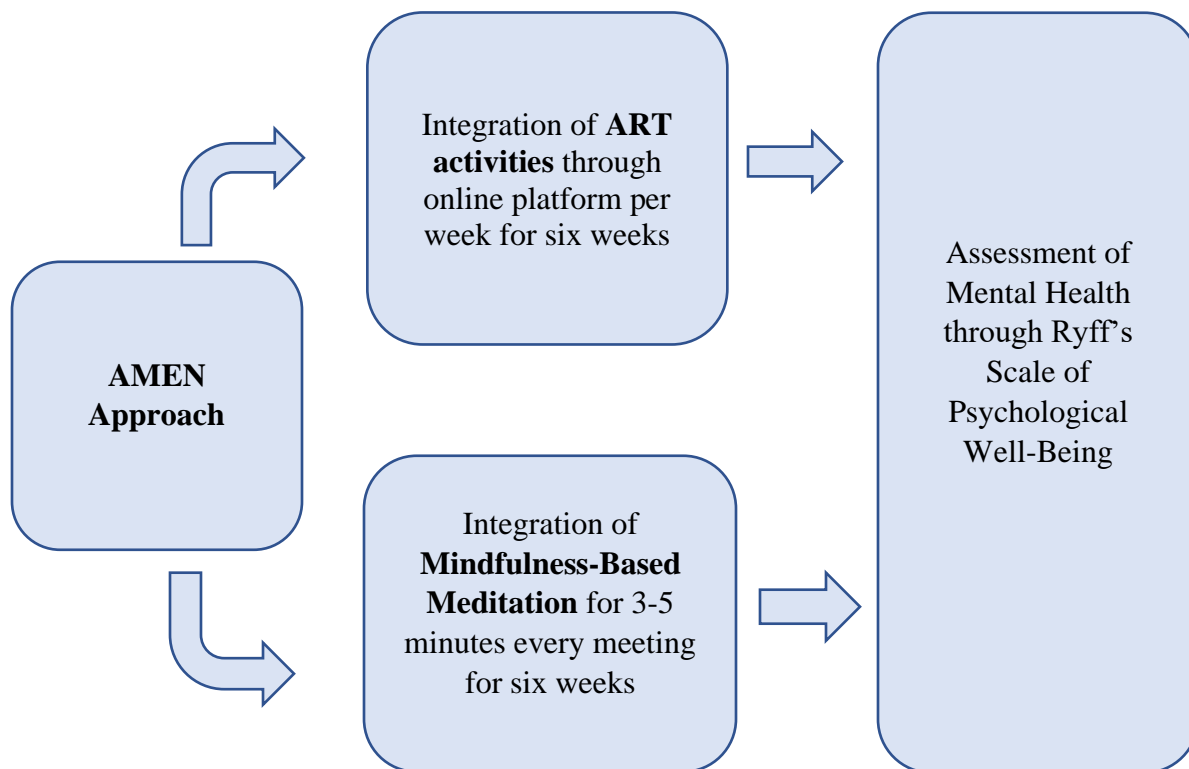 Integration of ART
activities through
online platform per
week for six weeks
AMEN
Approach
Integration of
Mindfulness-Based
Meditation for 3-5
minutes every meeting
for six weeks
Assessment of
Mental Health
through Ryff’s
Scale of
Psychological
Well-Being